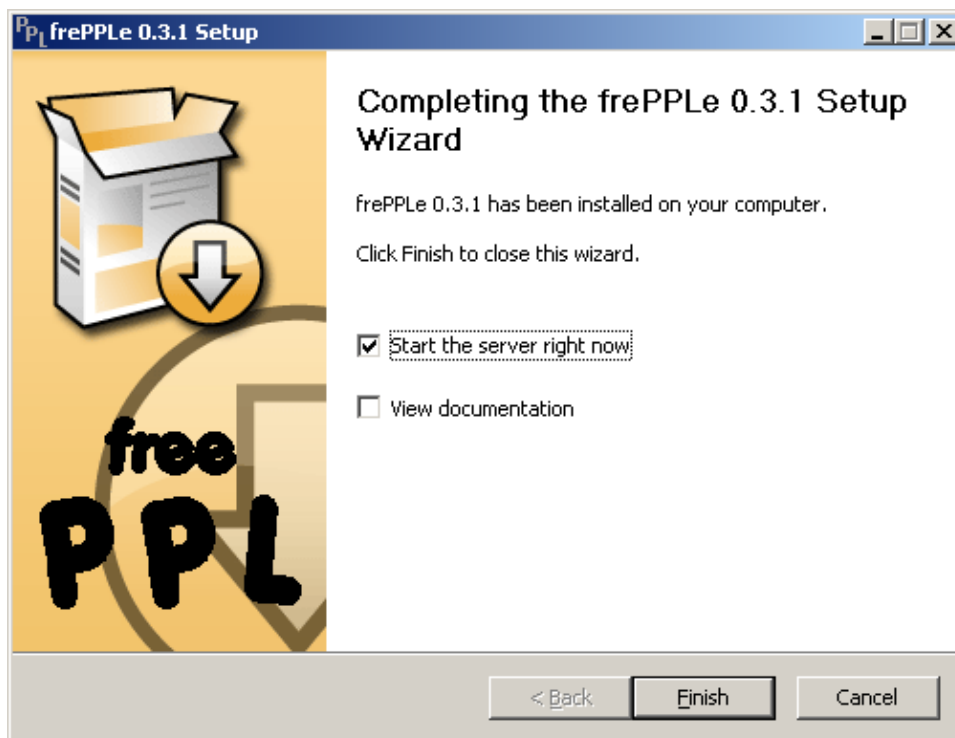 PPL frePPLe 0.3.1 Setup
Completing the frePPLe 0.3.1 Setup
Wizard
frePPLe 0.3.1 has been installed on your computer.
Click Finish to close this wizard.
Start the server right now
View documentation
free
PPL
< Back
Finish
Cancel